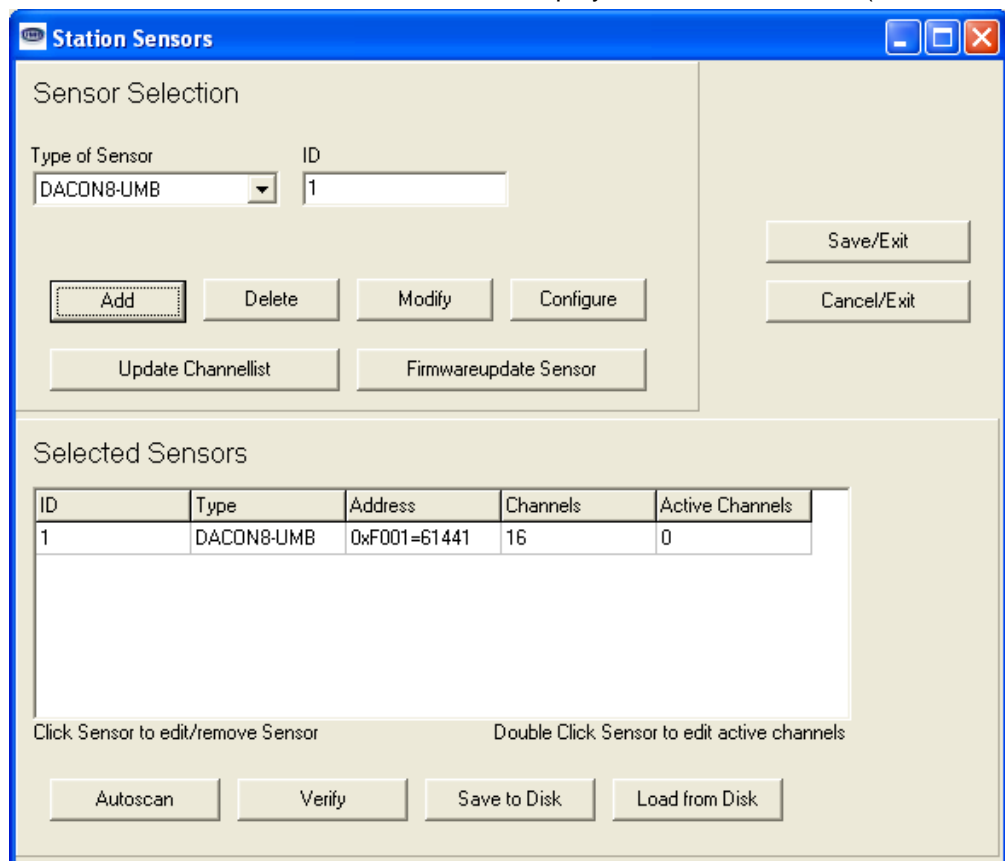 Station Sensors
Sensor Selection
Type of Sensor ID
DACON8-UMB 1
Save/Exit
Add Delete Modify Configure Cancel/Exit
Update Channellist Firmwareupdate Sensor
Selected Sensors
ID Type Address Channels Active Channels
1 DACON8-UMB 0xF001=61441 16 0
Click Sensor to edit/remove Sensor Double Click Sensor to edit active channels
Autoscan Verify Save to Disk Load from Disk